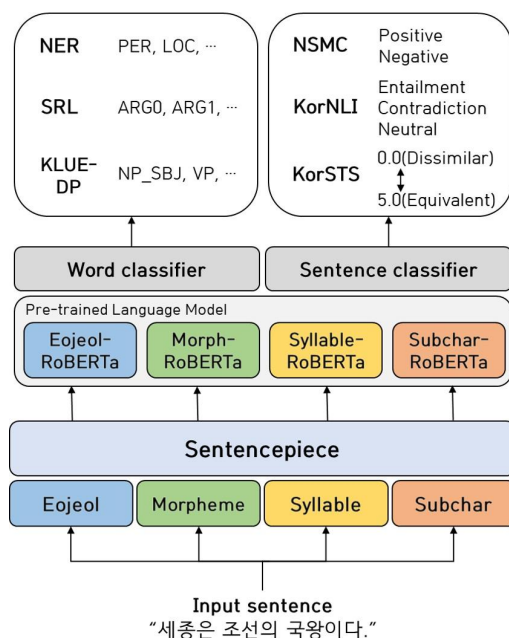 NER PER, LOC, ···
SRL ARG0, ARG1, ···
KLUE-
DP NP_SBJ, VP, ···
NSMC Positive
Negative
KorNLI Entailment
Contradiction
Neutral
KorSTS 0.0(Dissimilar)
5.0(Equivalent)
Word classifier
Sentence classifier
Pre-trained Language Model
Eojeol-
RoBERTa
Morph-
RoBERTa
Syllable-
RoBERTa
Subchar-
RoBERTa
Sentencepiece
Eojeol
Morpheme
Syllable
Subchar
Input sentence
“세종은 조선의 국왕이다.”